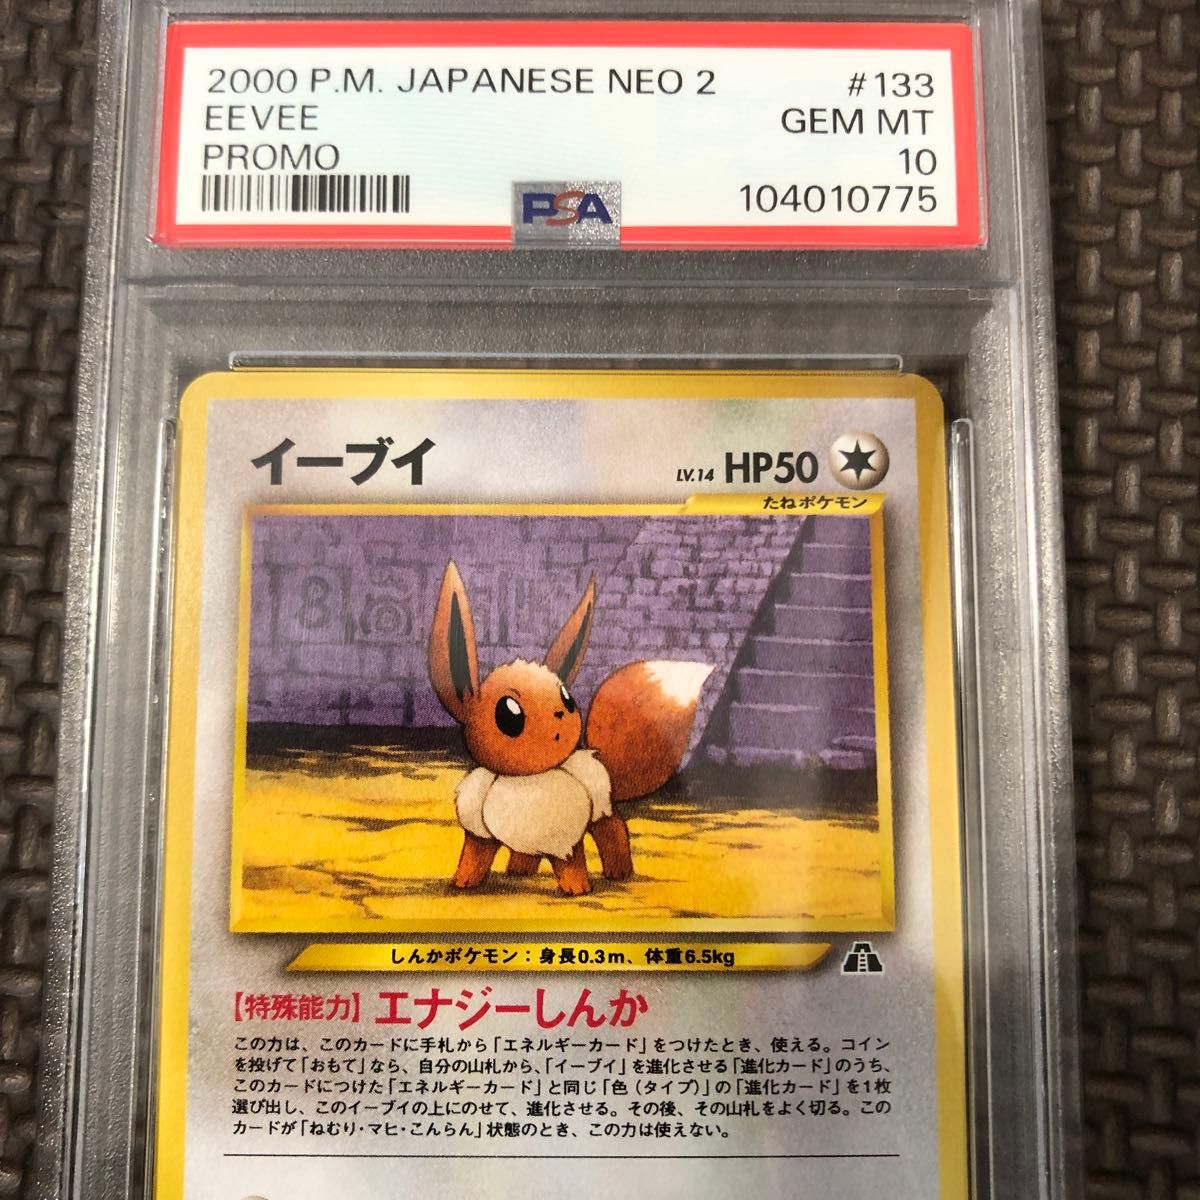 2000 P.M. JAPANESE NEO 2 #133
EEVEE GEM MT
PROMO 10
104010775
PSA
イーブイ LV.14 HP50
たねポケモン
8
しんかポケモン：身長0.3m、体重6.5kg
【特殊能力】エナジーしんか
この力は、このカードに手札から「エネルギーカード」をつけたとき、使える。コイン
を投げて「おもて」なら、自分の山札から、「イーブイ」を進化させる「進化カード」のうち、
このカードにつけた「エネルギーカード」と同じ「色（タイプ）」の「進化カード」を1枚
選び出し、このイーブイの上にのせて、進化させる。その後、その山札をよく切る。この
カードが「ねむり・マヒ・こんらん」状態のとき、この力は使えない。